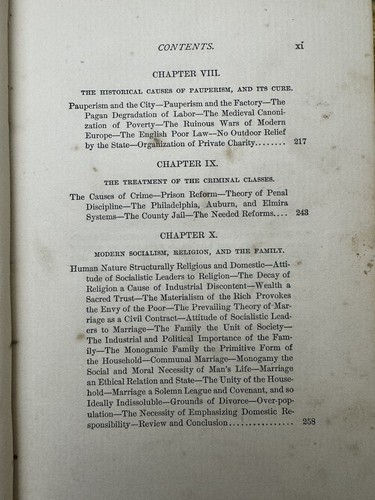 CONTENTS. xi
CHAPTER VIII.
THE HISTORICAL CAUSES OF PAUPERISM, AND ITS CURE.
Pauperism and the City—Pauperism and the Factory—The
Pagan Degradation of Labor—The Medieval Canoni-
zation of Poverty—The Ruinous Wars of Modern
Europe—The English Poor Law—No Outdoor Relief
by the State—Organization of Private Charity........ 217
CHAPTER IX.
THE TREATMENT OF THE CRIMINAL CLASSES.
The Causes of Crime—Prison Reform—Theory of Penal
Discipline—The Philadelphia, Auburn, and Elmira
Systems—The County Jail—The Needed Reforms.... 243
CHAPTER X.
MODERN SOCIALISM, RELIGION, AND THE FAMILY.
Human Nature Structurally Religious and Domestic—Atti-
tude of Socialistic Leaders to Religion—The Decay of
Religion a Cause of Industrial Discontent—Wealth a
Sacred Trust—The Materialism of the Rich Provokes
the Envy of the Poor—The Prevailing Theory of Mar-
riage as a Civil Contract—Attitude of Socialistic Lead-
ers to Marriage—The Family the Unit of Society—
The Industrial and Political Importance of the Fam-
ily—The Monogamic Family the Primitive Form of
the Household—Communal Marriage—Monogamy the
Social and Moral Necessity of Man's Life—Marriage
an Ethical Relation and State—The Unity of the House-
hold—Marriage a Solemn League and Covenant, and so
Ideally Indissoluble—Grounds of Divorce—Over-pop-
ulation—The Necessity of Emphasizing Domestic Re-
sponsibility—Review and Conclusion................ 258